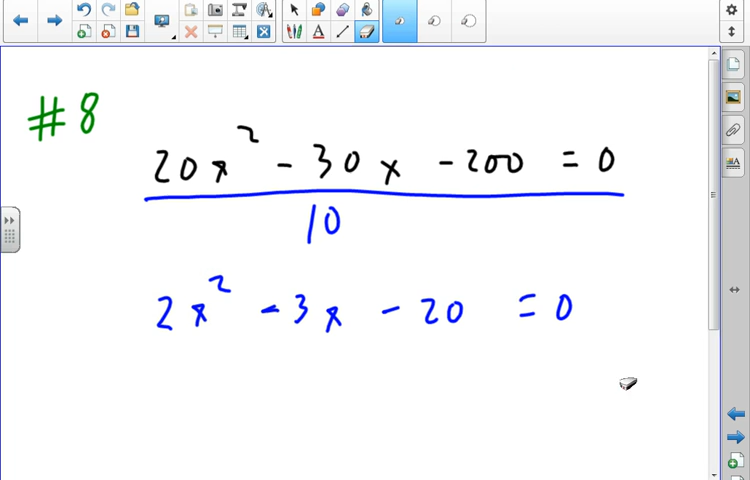 #8
20x² - 30x - 200 = 0
10
2x² - 3x - 20 = 0